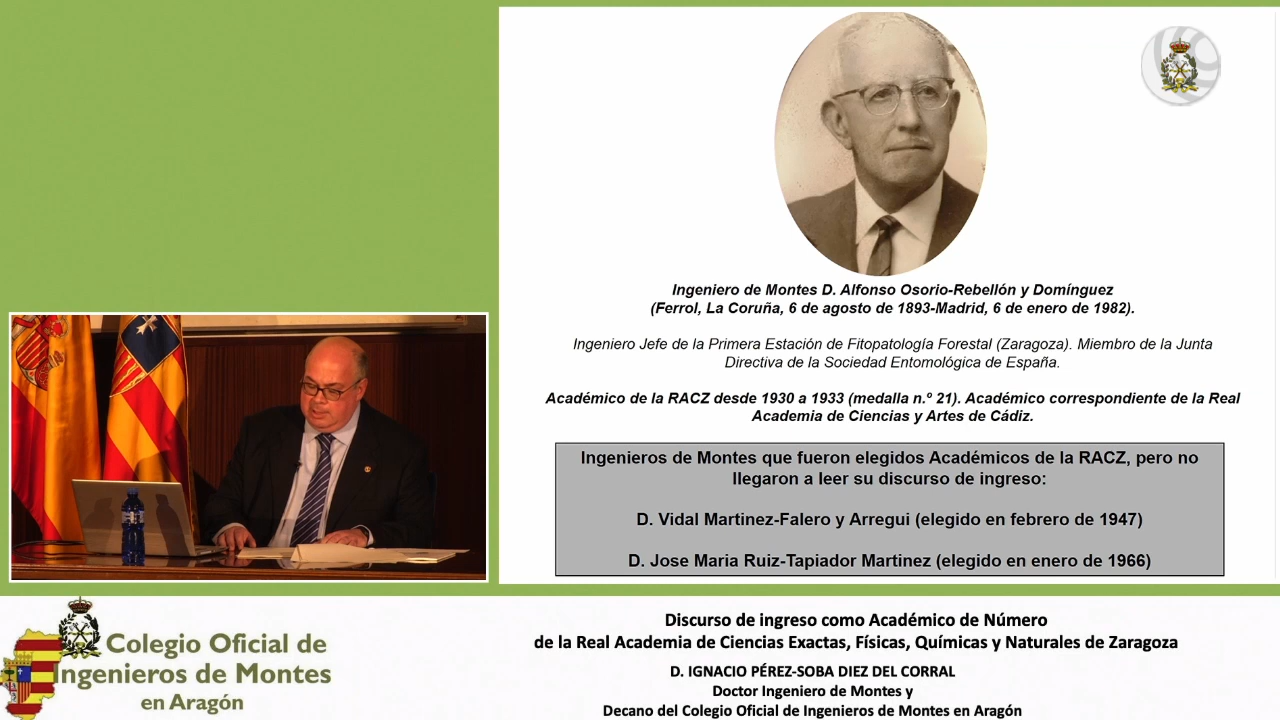 Ingeniero de Montes D. Alfonso Osorio-Rebellón y Domínguez
(Ferrol, La Coruña, 6 de agosto de 1893-Madrid, 6 de enero de 1982).
Ingeniero Jefe de la Primera Estación de Fitopatología Forestal (Zaragoza). Miembro de la Junta
Directiva de la Sociedad Entomológica de España.
Académico de la RACZ desde 1930 a 1933 (medalla n.º 21). Académico correspondiente de la Real
Academia de Ciencias y Artes de Cádiz.
Ingenieros de Montes que fueron elegidos Académicos de la RACZ, pero no
llegaron a leer su discurso de ingreso:
D. Vidal Martinez-Falero y Arregui (elegido en febrero de 1947)
D. Jose Maria Ruiz-Tapiador Martinez (elegido en enero de 1966)
Colegio Oficial de
Ingenieros de Montes
en Aragón
Discurso de ingreso como Académico de Número
de la Real Academia de Ciencias Exactas, Físicas, Químicas y Naturales de Zaragoza
D. IGNACIO PÉREZ-SOBA DIEZ DEL CORRAL
Doctor Ingeniero de Montes y
Decano del Colegio Oficial de Ingenieros de Montes en Aragón